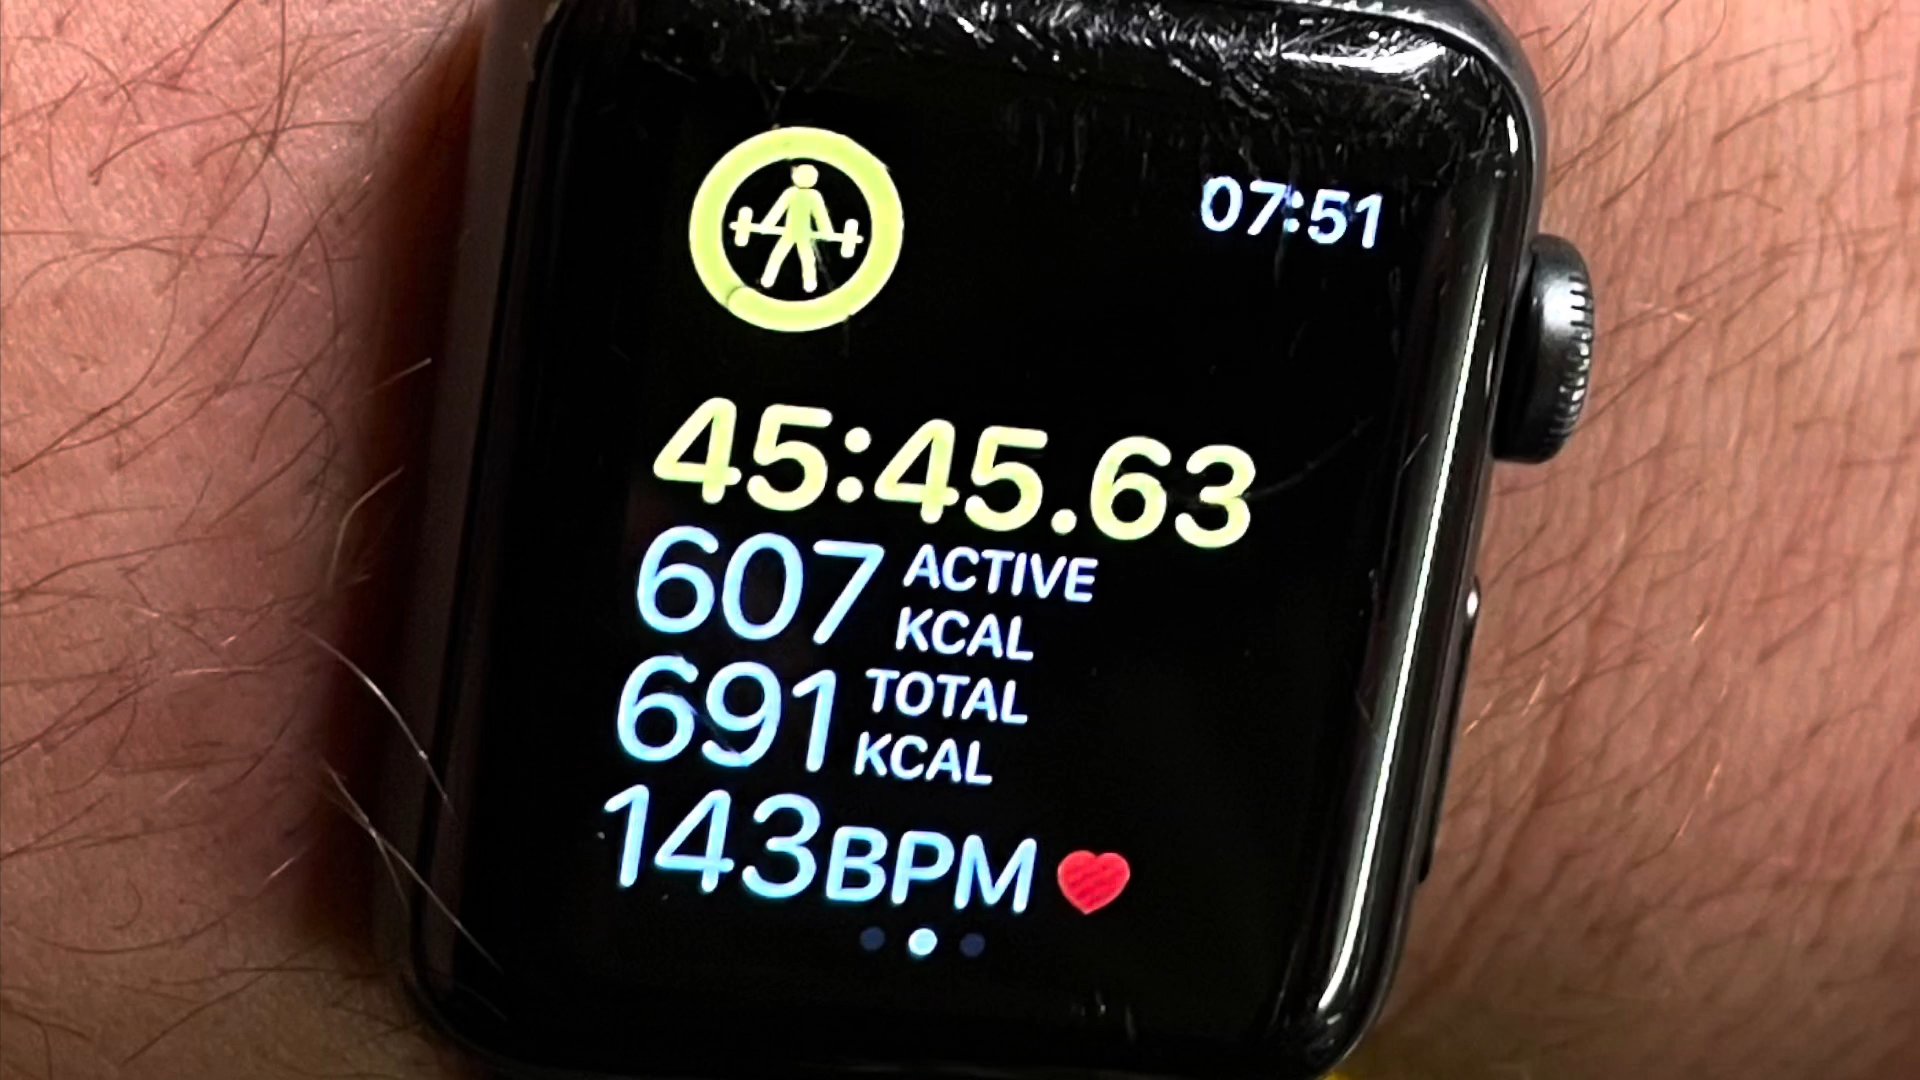 07:51
45:45.63
607 ACTIVE KCAL
691 TOTAL KCAL
143BPM